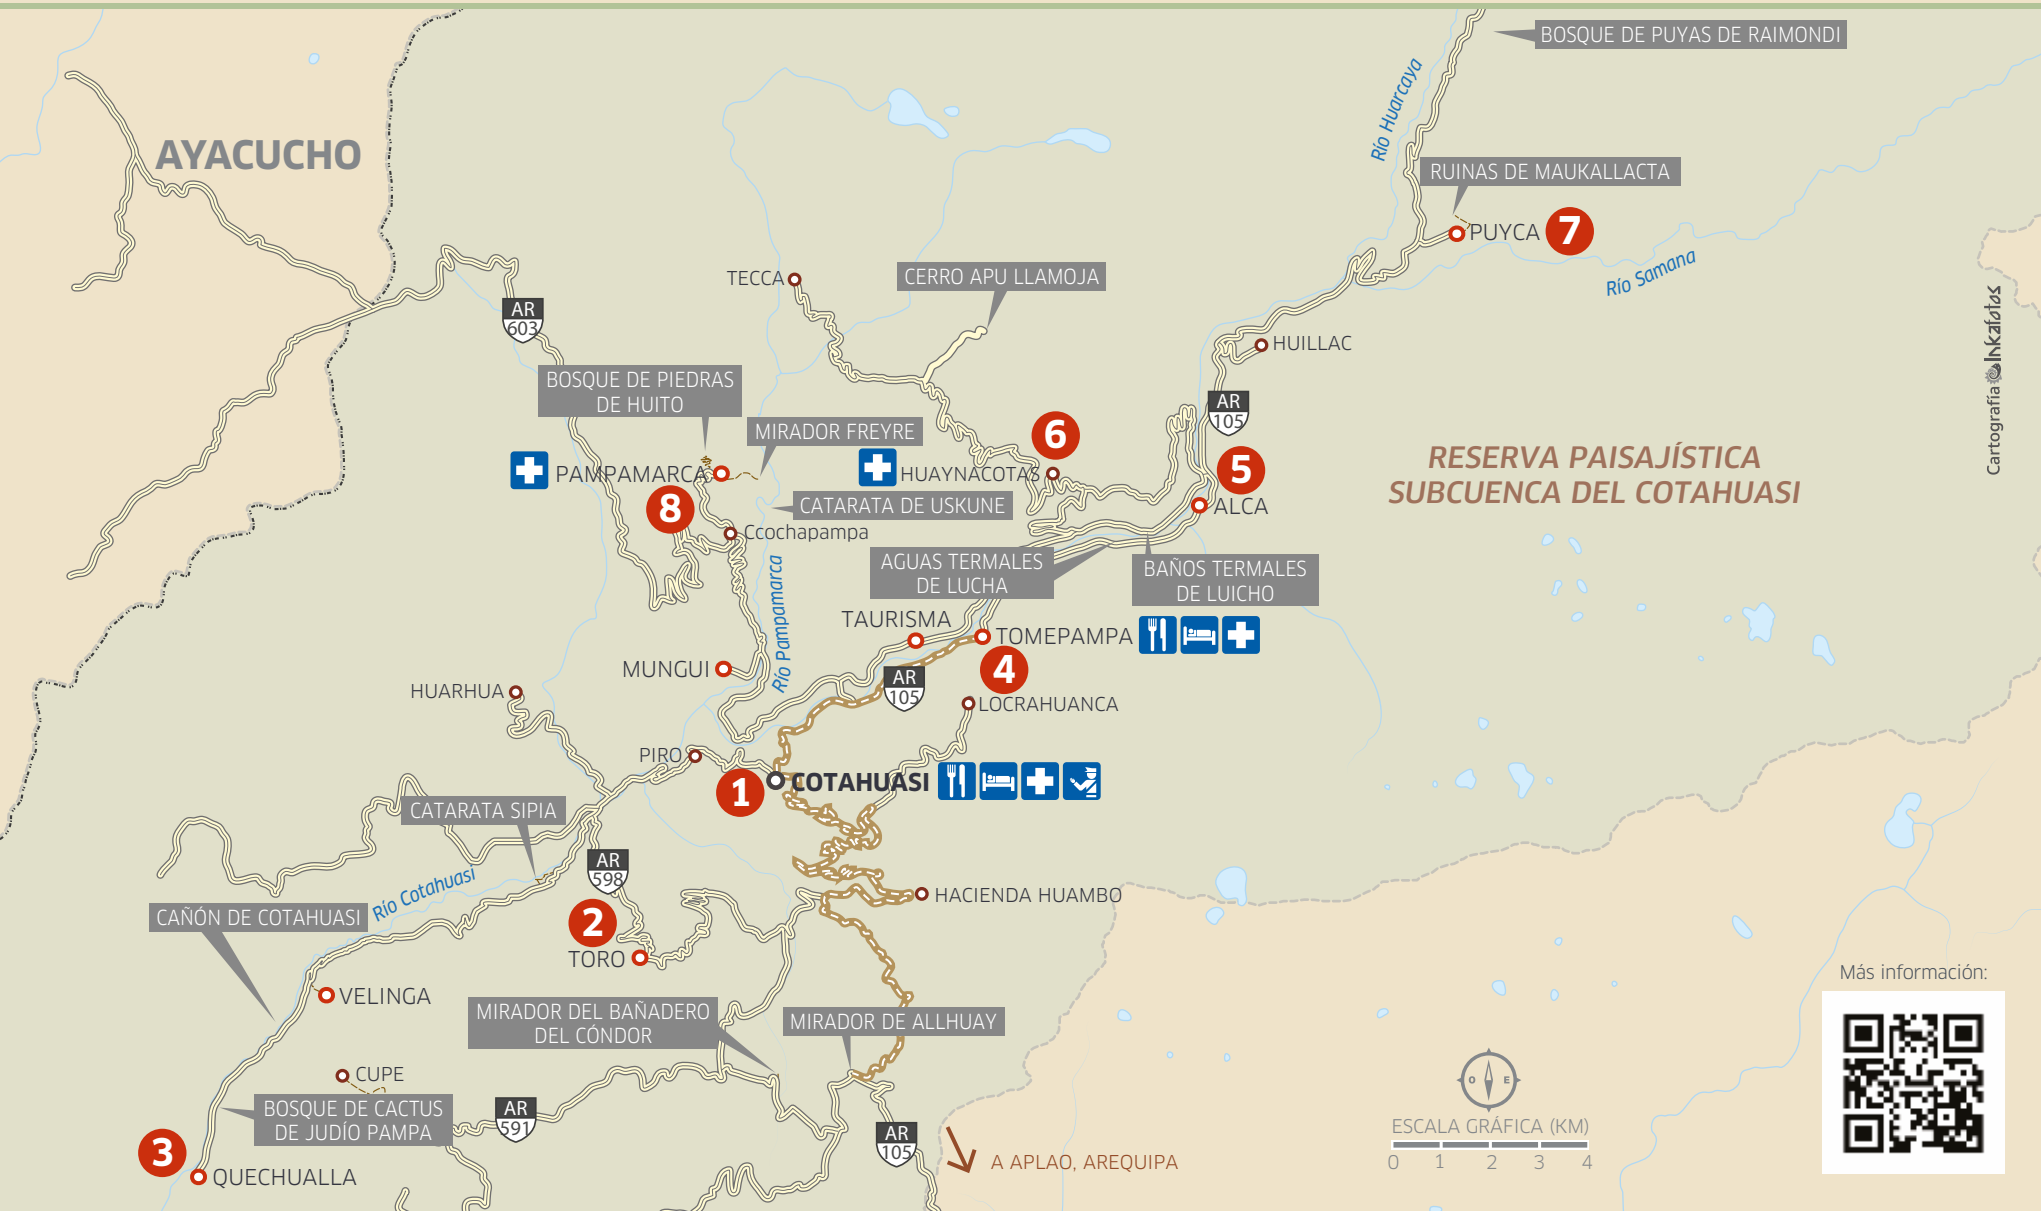 BOSQUE DE PUYAS DE RAIMONDI
Río Huarcaya
AYACUCHO
RUINAS DE MAUKALLACTA
PUYCA 7
Río Samana
TECCA
CERRO APU LLAMOJA
AR
603
HUILLAC
Cartografía Inkafotos
BOSQUE DE PIEDRAS
DE HUITO
AR
105
MIRADOR FREYRE
6
RESERVA PAISAJÍSTICA
SUBCUENCA DEL COTAHUASI
PAMPAMARCA
HUAYNACOTAS
5
8
CATARATA DE USKUNE
ALCA
Ccochapampa
AGUAS TERMALES
DE LUCHA
BAÑOS TERMALES
DE LUICHO
Río Pampamarca
TAURISMA
TOMEPAMPA
MUNGUI
4
HUARHUA
AR
105
LOCRAHUANCA
PIRO
1
COTAHUASI
CATARATA SIPIA
AR
598
Río Cotahuasi
HACIENDA HUAMBO
CAÑÓN DE COTAHUASI
2
TORO
Más información:
VELINGA
MIRADOR DEL BAÑADERO
DEL CÓNDOR
MIRADOR DE ALLHUAY
CUPE
O E
BOSQUE DE CACTUS
DE JUDÍO PAMPA
AR
591
ESCALA GRÁFICA (KM)
0 1 2 3 4
AR
105
3
A APLAO, AREQUIPA
QUECHUALLA